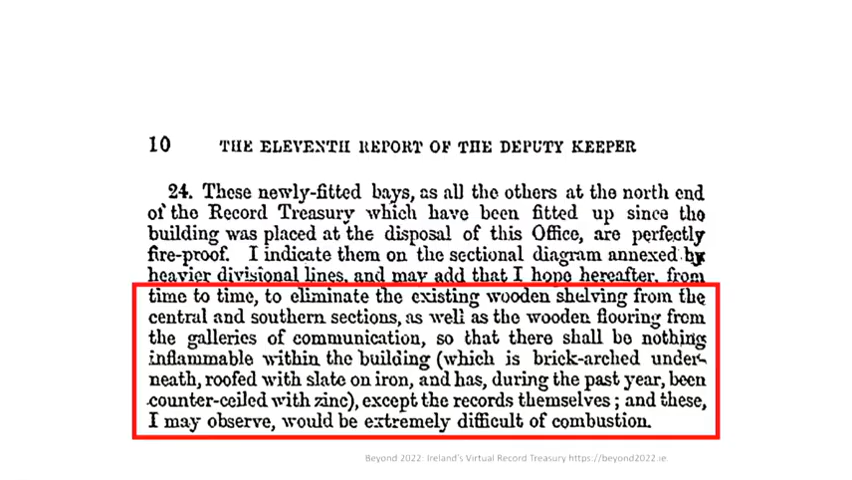 10 THE ELEVENTH REPORT OF THE DEPUTY KEEPER
24. These newly-fitted bays, as all the others at the north end
of the Record Treasury which have been fitted up since the
building was placed at the disposal of this Office, are perfectly
fire-proof. I indicate them on the sectional diagram annexed by
heavier divisional lines, and may add that I hope hereafter, from
time to time, to eliminate the existing wooden shelving from the
central and southern sections, as well as the wooden flooring from
the galleries of communication, so that there shall be nothing
inflammable within the building (which is brick-arched under-
neath, roofed with slate on iron, and has, during the past year, been
counter-ceiled with zinc), except the records themselves; and these,
I may observe, would be extremely difficult of combustion.
Beyond 2022: Ireland's Virtual Record Treasury https://beyond2022.ie